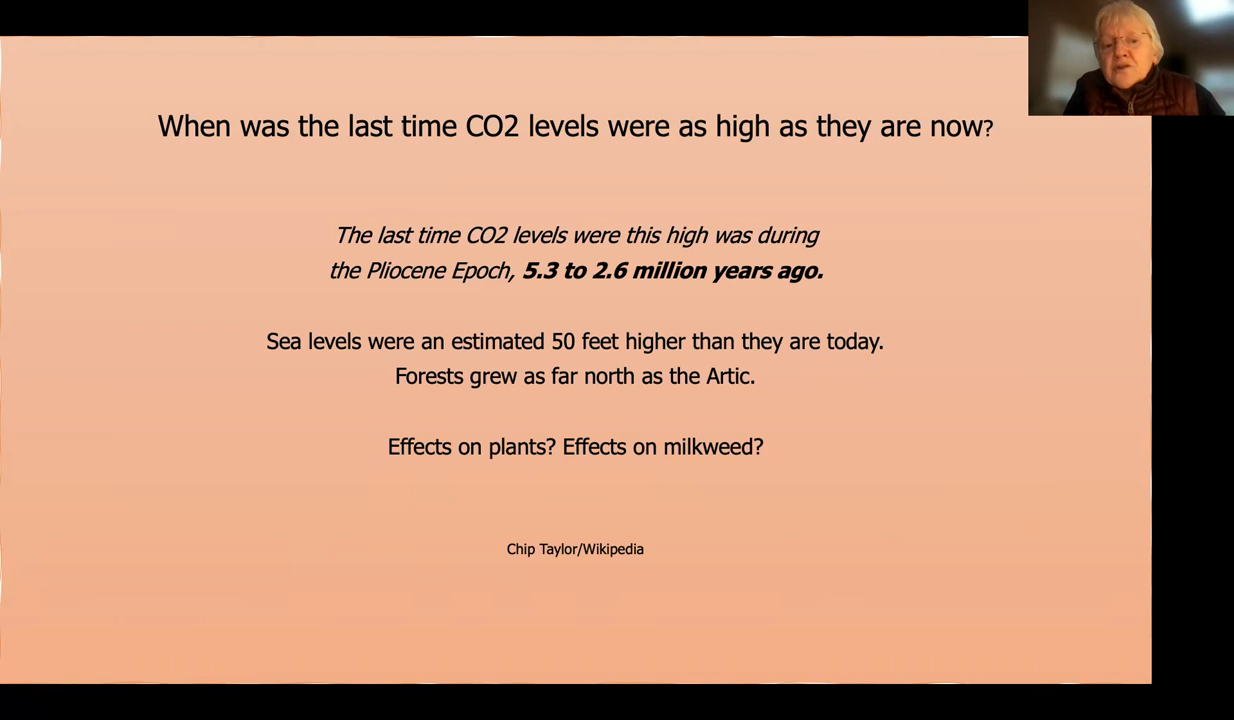 When was the last time CO2 levels were as high as they are now?
The last time CO2 levels were this high was during
the Pliocene Epoch, 5.3 to 2.6 million years ago.
Sea levels were an estimated 50 feet higher than they are today.
Forests grew as far north as the Artic.
Effects on plants? Effects on milkweed?
Chip Taylor/Wikipedia